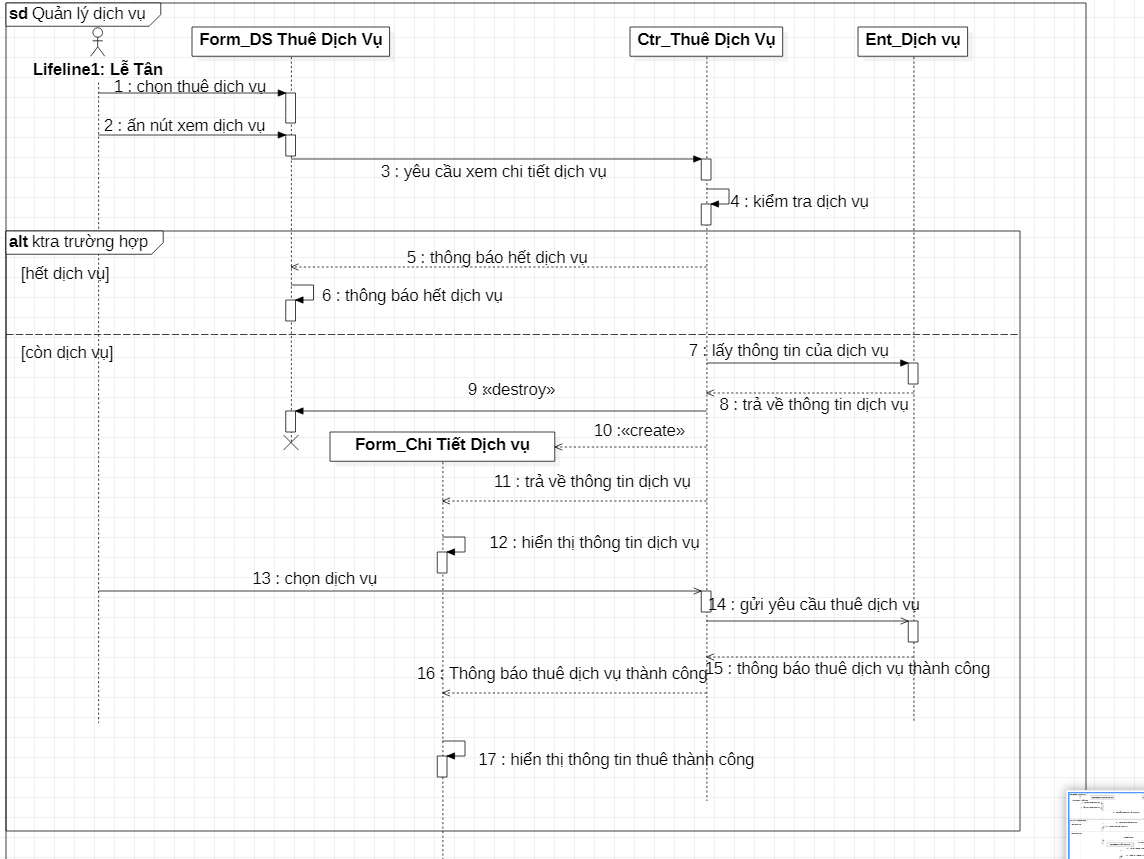 sd Quản lý dịch vụ
Form_DS Thuê Dịch Vụ
Ctr_Thuê Dịch Vụ
Ent_Dịch vụ
Lifeline1: Lễ Tân
1 : chọn thuê dịch vụ
2 : ấn nút xem dịch vụ
3 : yêu cầu xem chi tiết dịch vụ
4 : kiểm tra dịch vụ
alt ktra trường hợp
5 : thông báo hết dịch vụ
[hết dịch vụ]
6 : thông báo hết dịch vụ
[còn dịch vụ]
7 : lấy thông tin của dịch vụ
9 :«destroy»
8 : trả về thông tin dịch vụ
10 :«create»
Form_Chi Tiết Dịch vụ
11 : trả về thông tin dịch vụ
12 : hiển thị thông tin dịch vụ
13 : chọn dịch vụ
14 : gửi yêu cầu thuê dịch vụ
15 : thông báo thuê dịch vụ thành công
16 : Thông báo thuê dịch vụ thành công
17 : hiển thị thông tin thuê thành công